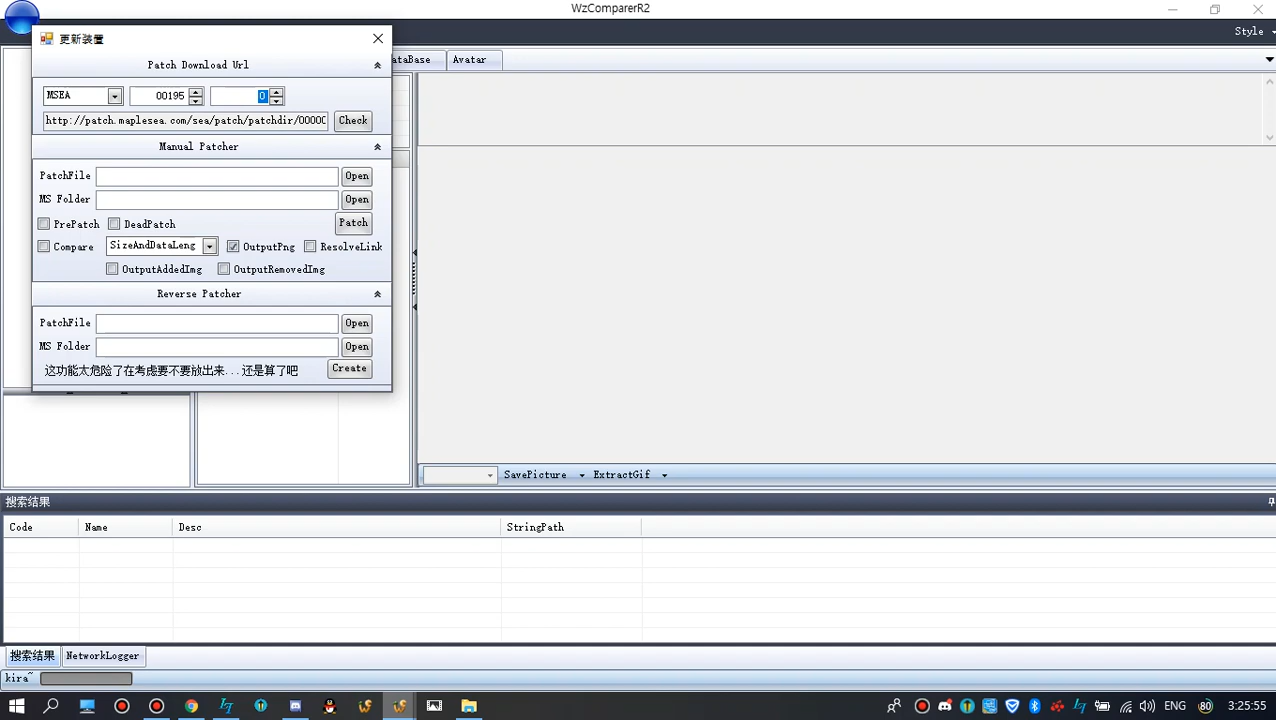 WzComparerR2
更新装置
Style
Patch Download Url
DataBase
Avatar
MSEA
00195
0
http://patch.maplesea.com/sea/patch/patchdir/00000
Check
Manual Patcher
PatchFile
Open
MS Folder
Open
PrePatch
DeadPatch
Patch
Compare
SizeAndDataLeng
OutputPng
ResolveLink
OutputAddedImg
OutputRemovedImg
Reverse Patcher
PatchFile
Open
MS Folder
Open
这功能太危险了在考虑要不要放出来...还是算了吧
Create
SavePicture
ExtractGif
搜索结果
Code
Name
Desc
StringPath
搜索结果
NetworkLogger
kira~
ENG
80
3:25:55